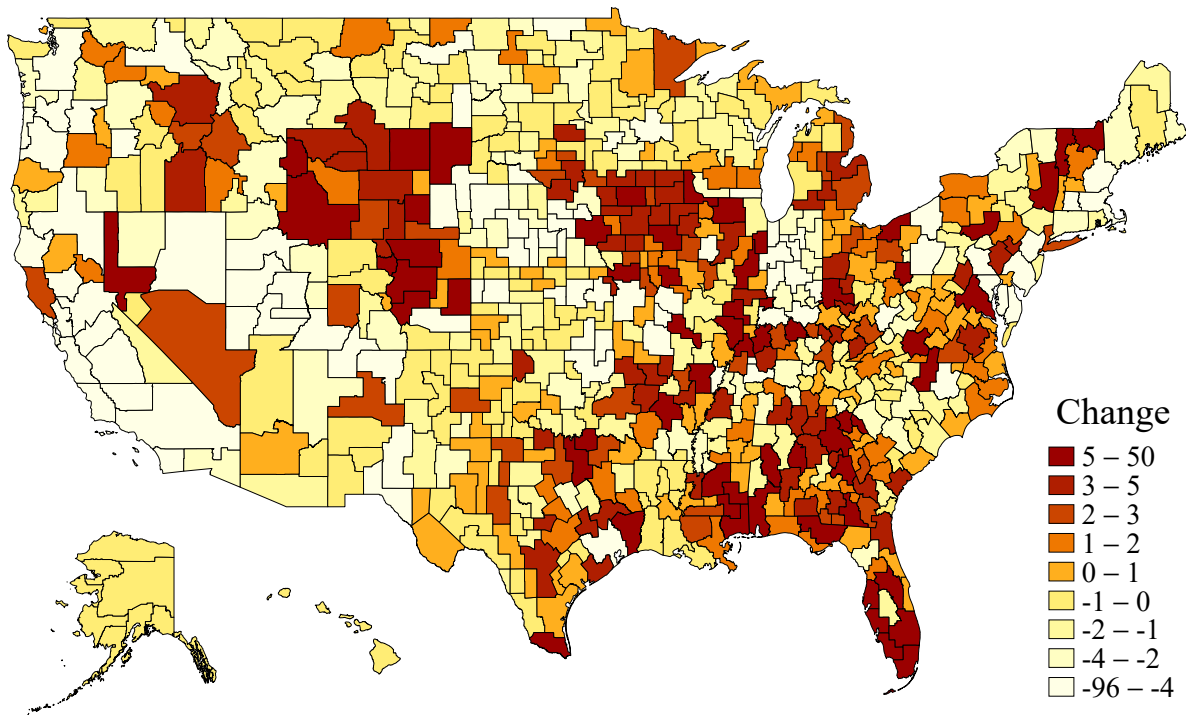 Change
5 – 50
3 – 5
2 – 3
1 – 2
0 – 1
-1 – 0
-2 – -1
-4 – -2
-96 – -4